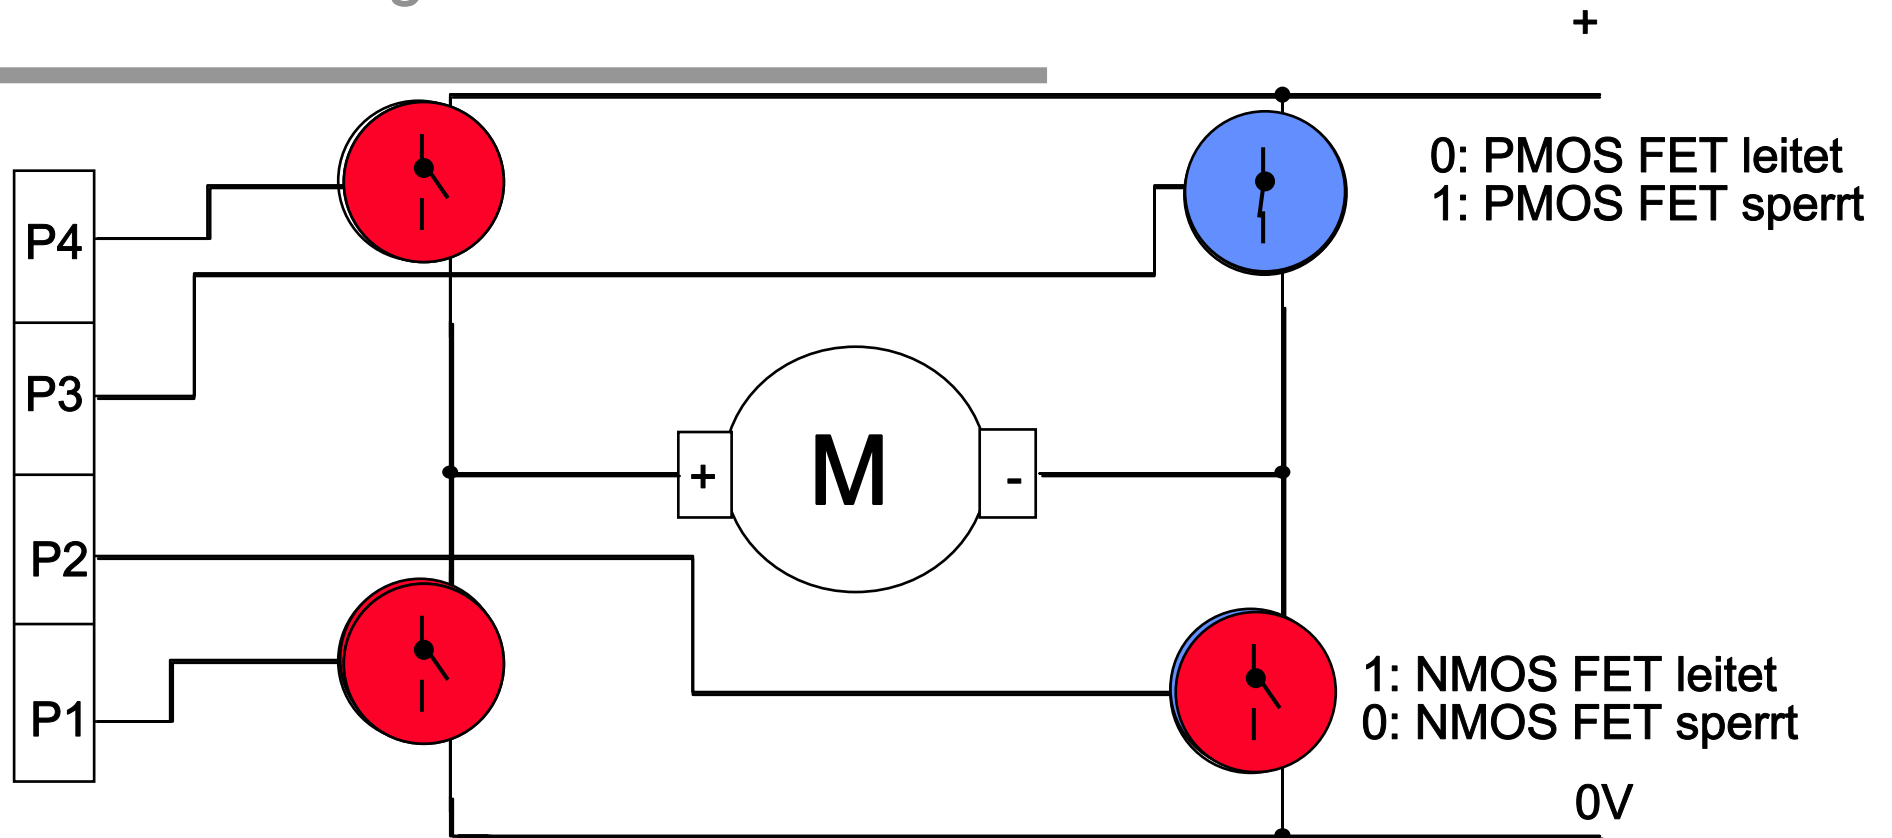 +
0: PMOS FET leitet
1: PMOS FET sperrt
P4
P3
+ M -
P2
P1
1: NMOS FET leitet
0: NMOS FET sperrt
0V